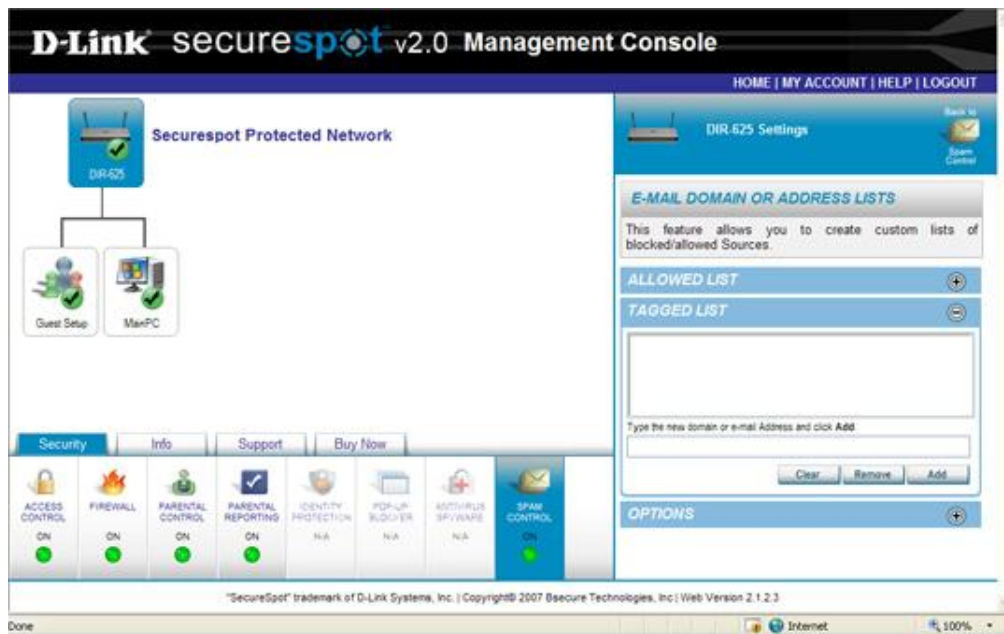 D-Link securespot v2.0 Management Console
HOME | MY ACCOUNT | HELP | LOGOUT
DIR-625
Securespot Protected Network
Guest Setup
MainPC
DIR-625 Settings
Back to
Spam
Control
E-MAIL DOMAIN OR ADDRESS LISTS
This feature allows you to create custom lists of
blocked/allowed Sources.
ALLOWED LIST
TAGGED LIST
Type the new domain or e-mail Address and click Add
Clear Remove Add
OPTIONS
Security Info Support Buy Now
ACCESS
CONTROL
ON
FIREWALL
ON
PARENTAL
CONTROL
ON
PARENTAL
REPORTING
ON
IDENTITY
PROTECTION
N/A
POP-UP
BLOCKER
N/A
ANTIVIRUS
SPYWARE
N/A
SPAM
CONTROL
ON
"SecureSpot" trademark of D-Link Systems, Inc. | Copyright© 2007 Bsecure Technologies, Inc | Web Version 2.1.2.3
Done
Internet
100%